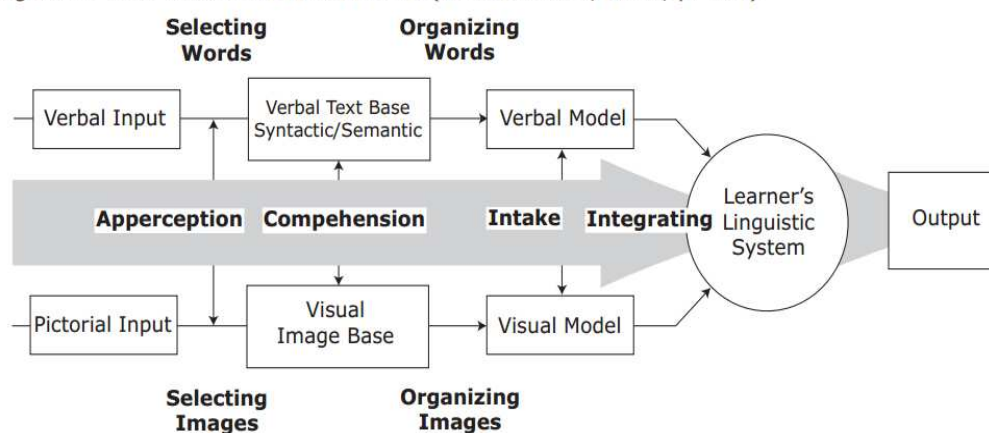 Selecting
Words
Organizing
Words
Verbal Input
Verbal Text Base
Syntactic/Semantic
Verbal Model
Apperception
Compehension
Intake
Integrating
Learner's
Linguistic
System
Output
Pictorial Input
Visual
Image Base
Visual Model
Selecting
Images
Organizing
Images